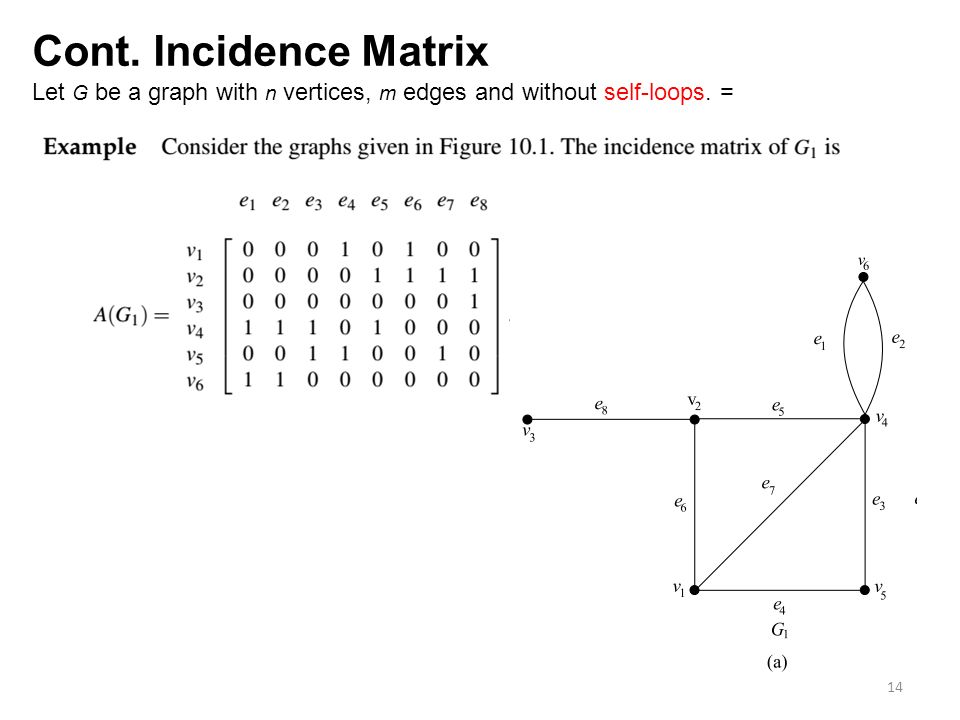 Cont. Incidence Matrix
Let G be a graph with n vertices, m edges and without self-loops. =
Example Consider the graphs given in Figure 10.1. The incidence matrix of G₁ is
e₁ e₂ e₃ e₄ e₅ e₆ e₇ e₈
v₁ 0 0 0 1 0 1 0 0
v₂ 0 0 0 0 1 1 1 1
v₃ 0 0 0 0 0 0 0 1
A(G₁) =
v₄ 1 1 1 0 1 0 0 0
v₅ 0 0 1 1 0 0 1 0
v₆ 1 1 0 0 0 0 0 0
v₆
e₁ e₂
e₈ v₂ e₅
v₃ v₄
e₇
e₆ e₃
v₁ v₅
e₄
G₁
(a)
14